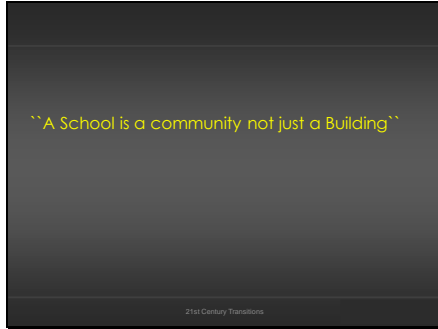 ``A School is a community not just a Building``
21st Century Transitions